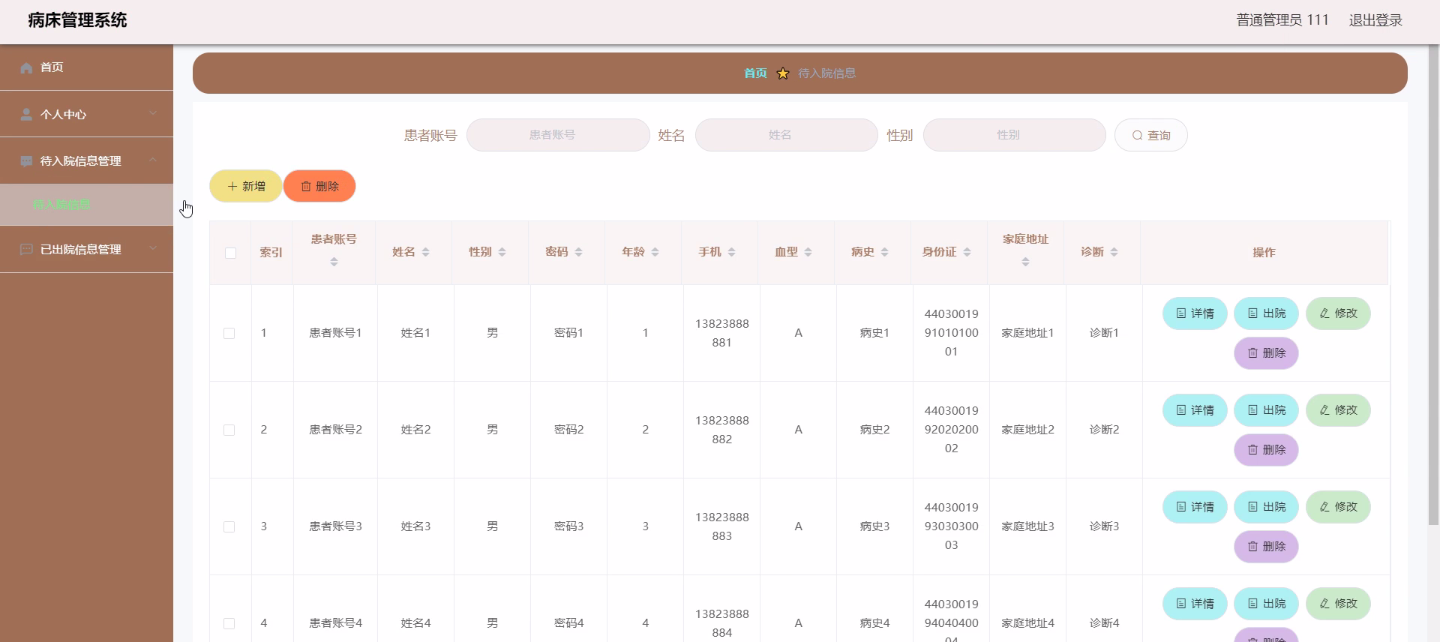 病床管理系统
普通管理员 111 退出登录
首页
个人中心
待入院信息管理
待入院信息
已出院信息管理
首页 待入院信息
患者账号 患者账号 姓名 姓名 性别 性别 查询
新增 删除
索引 患者账号 姓名 性别 密码 年龄 手机 血型 病史 身份证 家庭地址 诊断 操作
1 患者账号1 姓名1 男 密码1 1 13823888881 A 病史1 440300199101010001 家庭地址1 诊断1 详情 出院 修改 删除
2 患者账号2 姓名2 男 密码2 2 13823888882 A 病史2 440300199202020002 家庭地址2 诊断2 详情 出院 修改 删除
3 患者账号3 姓名3 男 密码3 3 13823888883 A 病史3 440300199303030003 家庭地址3 诊断3 详情 出院 修改 删除
4 患者账号4 姓名4 男 密码4 4 13823888884 A 病史4 440300199404040004 家庭地址4 诊断4 详情 出院 修改 删除